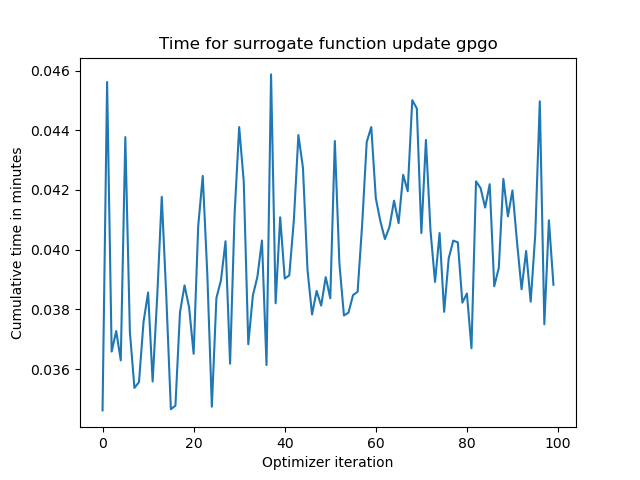 Time for surrogate function update gpgo
0.046
0.044
0.042
0.040
0.038
0.036
Cumulative time in minutes
0 20 40 60 80 100
Optimizer iteration